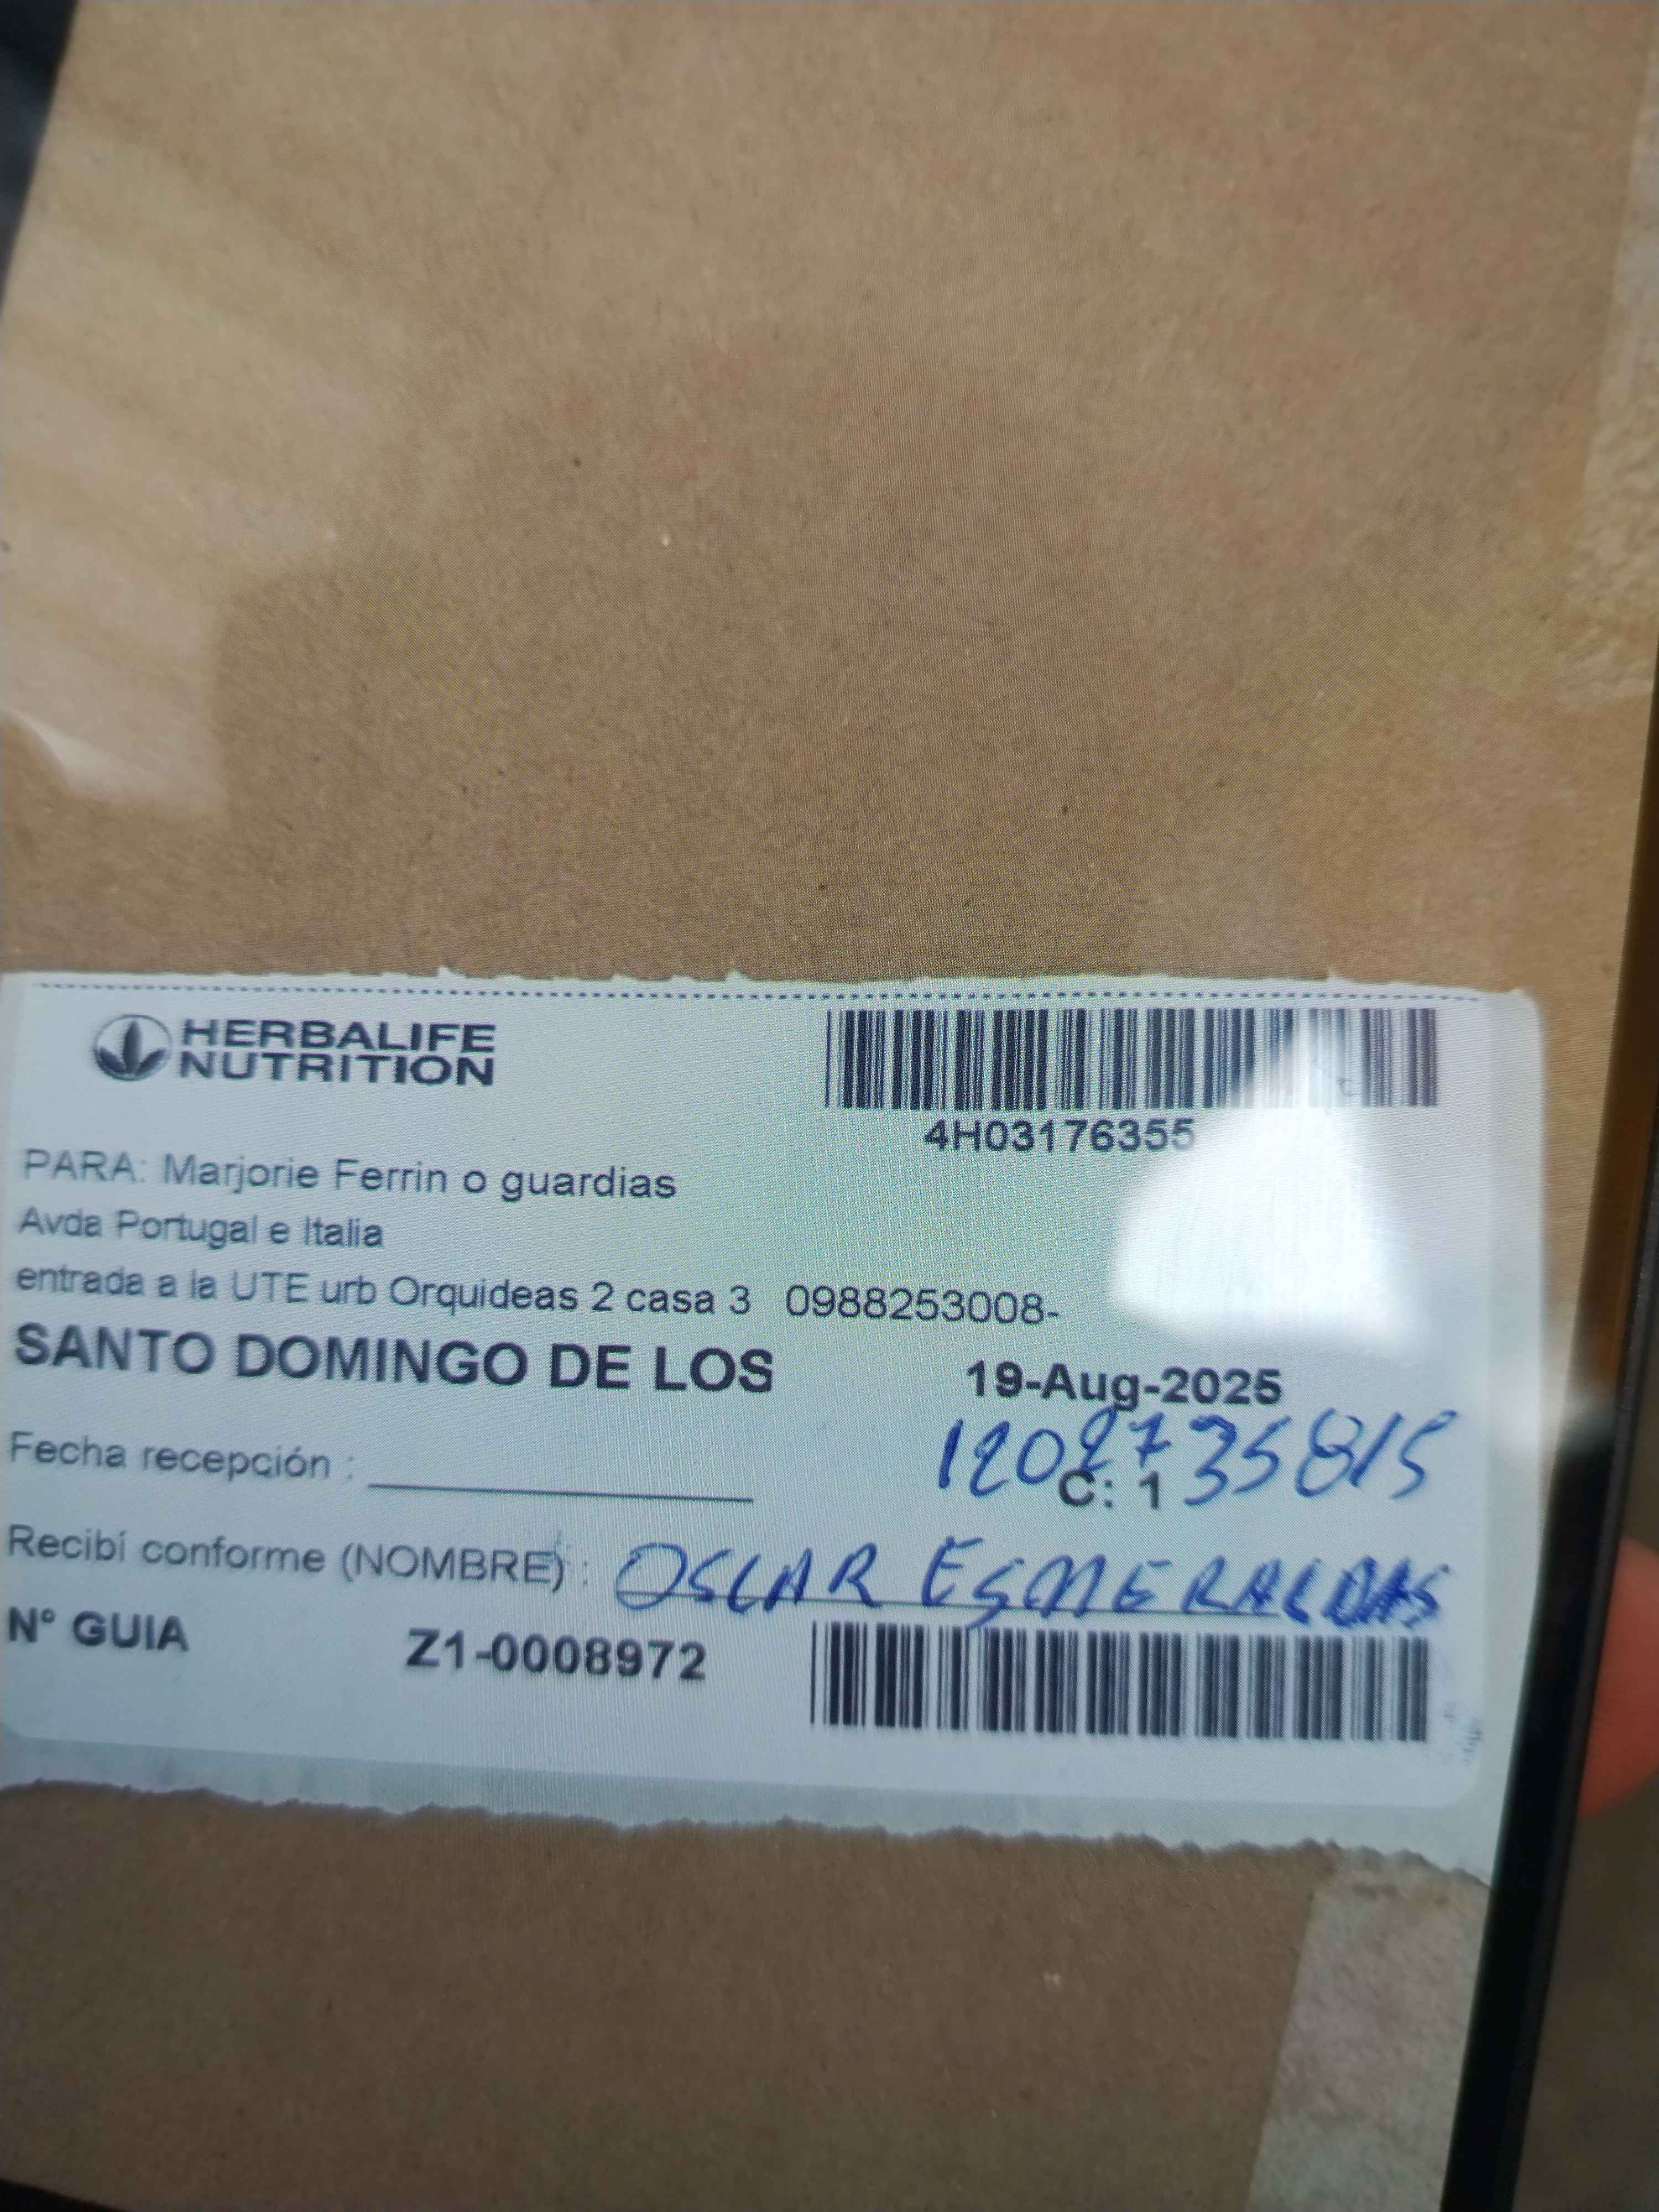 HERBALIFE
NUTRITION
4H03176355
PARA: Marjorie Ferrin o guardias
Avda Portugal e Italia
entrada a la UTE urb Orquideas 2 casa 3 0988253008-
SANTO DOMINGO DE LOS
19-Aug-2025
1202735815
Fecha recepción :
C: 1
Recibí conforme (NOMBRE) : OSCAR ESMERALDAS
N° GUIA Z1-0008972